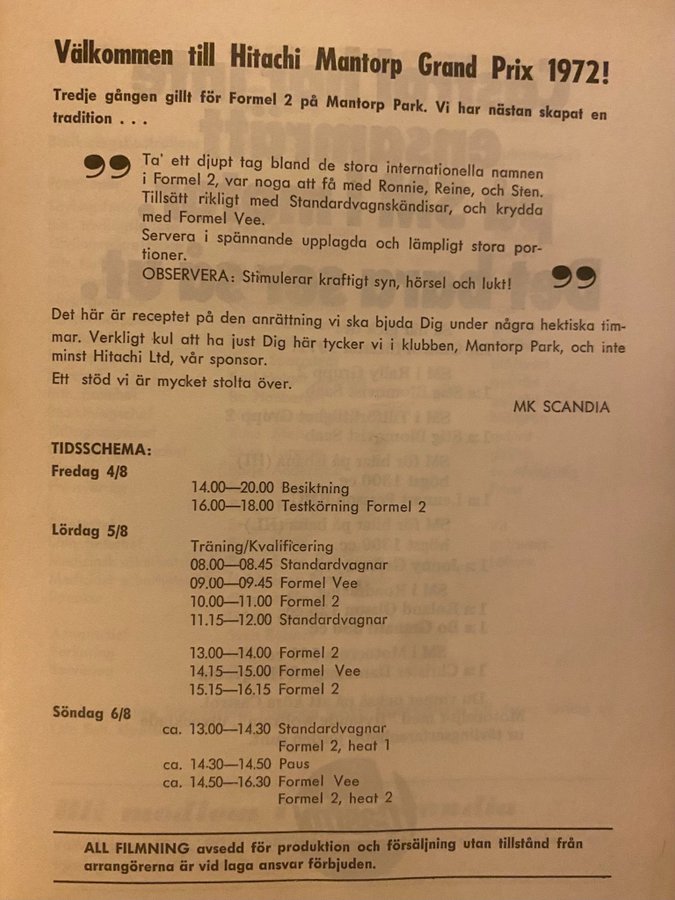 Välkommen till Hitachi Mantorp Grand Prix 1972!
Tredje gången gillt för Formel 2 på Mantorp Park. Vi har nästan skapat en
tradition . . .
” Ta' ett djupt tag bland de stora internationella namnen
i Formel 2, var noga att få med Ronnie, Reine, och Sten.
Tillsätt rikligt med Standardvagnskändisar, och krydda
med Formel Vee.
Servera i spännande upplagda och lämpligt stora por-
tioner.
OBSERVERA: Stimulerar kraftigt syn, hörsel och lukt! ”
Det här är receptet på den anrättning vi ska bjuda Dig under några hektiska tim-
mar. Verkligt kul att ha just Dig här tycker vi i klubben, Mantorp Park, och inte
minst Hitachi Ltd, vår sponsor.
Ett stöd vi är mycket stolta över.
MK SCANDIA
TIDSSCHEMA:
Fredag 4/8
14.00—20.00 Besiktning
16.00—18.00 Testkörning Formel 2
Lördag 5/8
Träning/Kvalificering
08.00—08.45 Standardvagnar
09.00—09.45 Formel Vee
10.00—11.00 Formel 2
11.15—12.00 Standardvagnar
13.00—14.00 Formel 2
14.15—15.00 Formel Vee
15.15—16.15 Formel 2
Söndag 6/8
ca. 13.00—14.30 Standardvagnar
Formel 2, heat 1
ca. 14.30—14.50 Paus
ca. 14.50—16.30 Formel Vee
Formel 2, heat 2
ALL FILMNING avsedd för produktion och försäljning utan tillstånd från
arrangörerna är vid laga ansvar förbjuden.